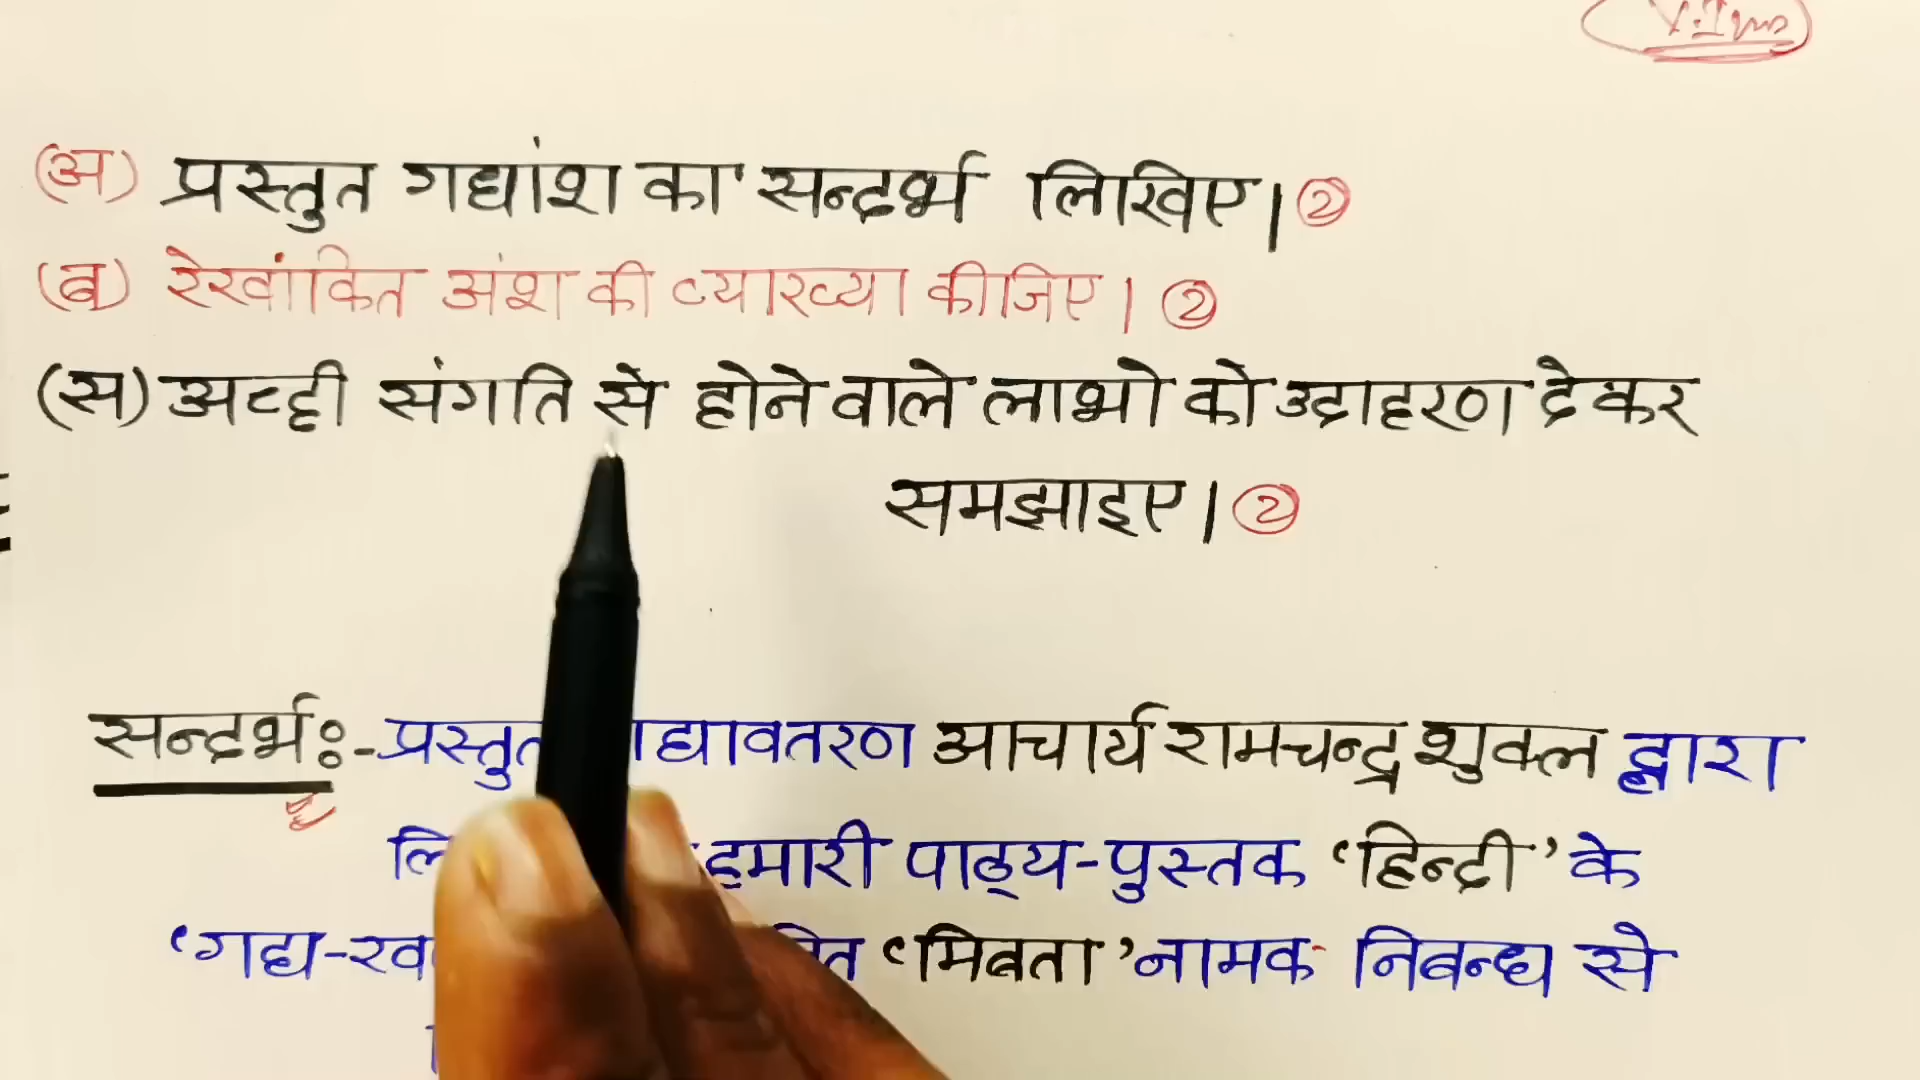 V.Imp
(अ) प्रस्तुत गद्यांश का सन्दर्भ लिखिए। 2
(ब) रेखांकित अंश की व्याख्या कीजिए। 2
(स) अच्छी संगति से होने वाले लाभो को उदाहरण देकर
समझाइए। 2
सन्दर्भः- प्रस्तुत गद्यावतरण आचार्य रामचन्द्र शुक्ल द्वारा
हमारी पाठ्य-पुस्तक 'हिन्दी' के
'गद्य- 'मित्रता' नामक निबन्ध से